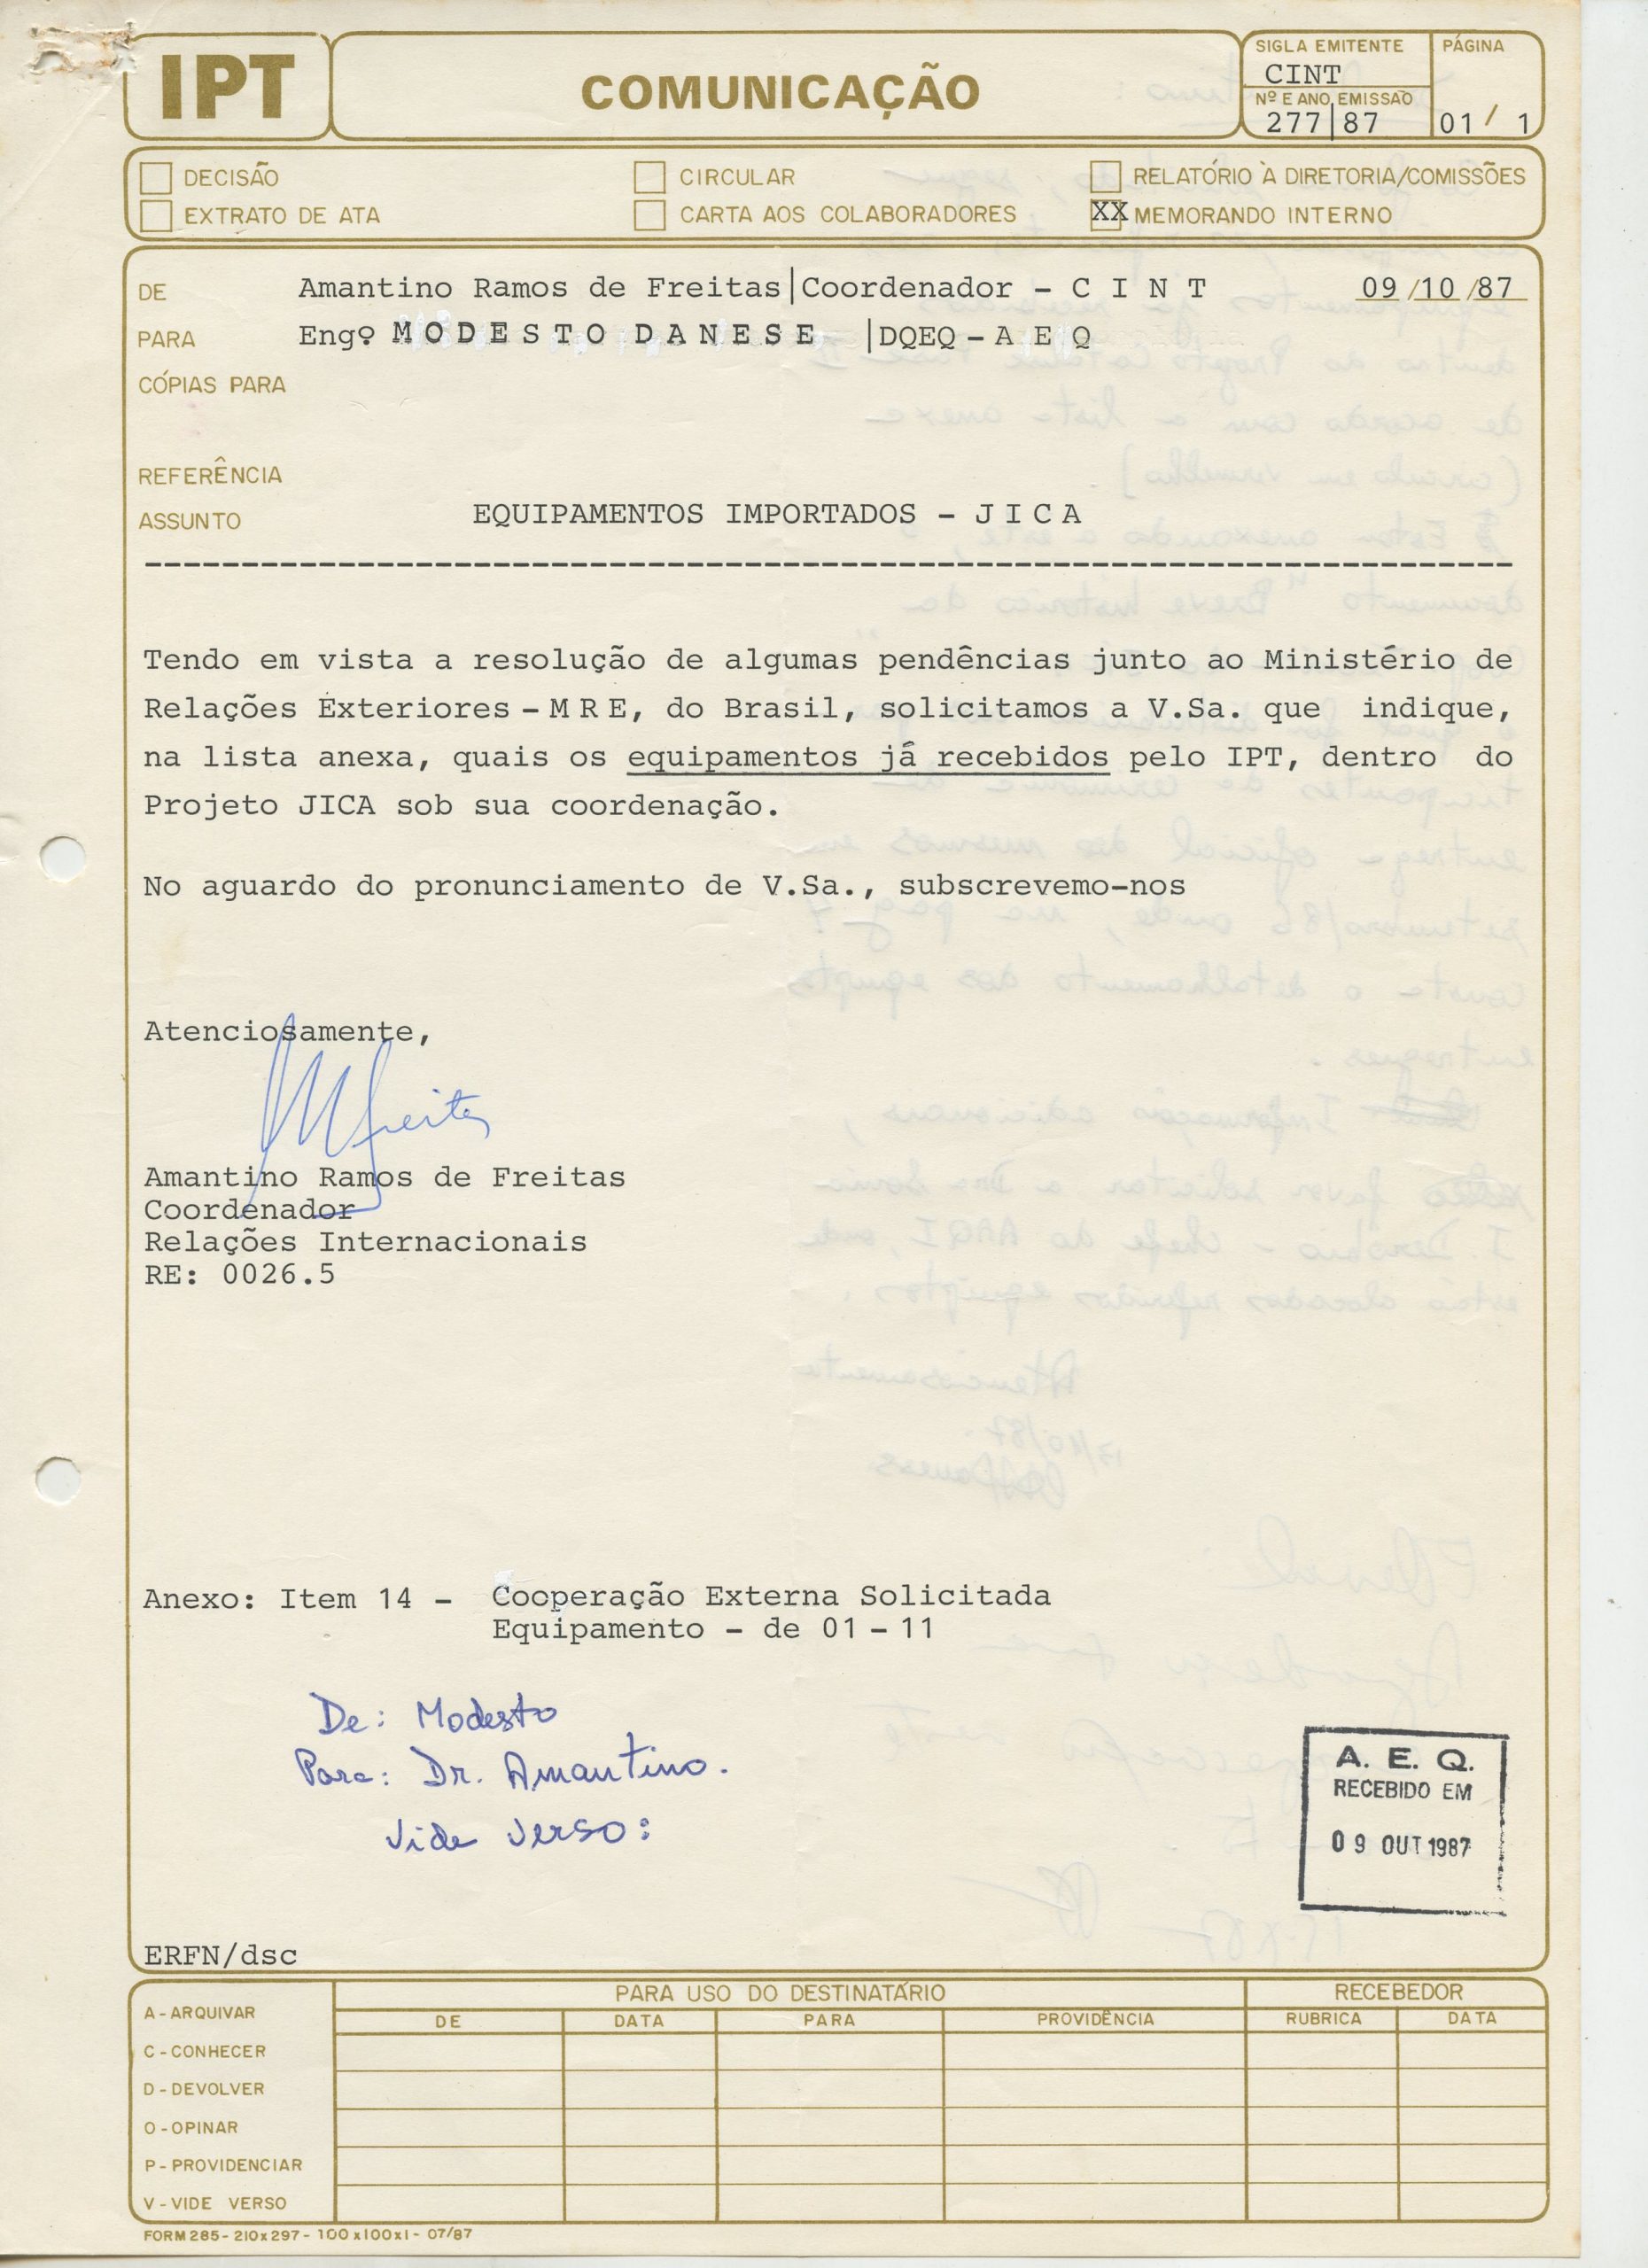 IPT
COMUNICAÇÃO
SIGLA EMITENTE
CINT
Nº E ANO EMISSÃO
277|87
PÁGINA
01/ 1
DECISÃO
CIRCULAR
RELATÓRIO À DIRETORIA/COMISSÕES
EXTRATO DE ATA
CARTA AOS COLABORADORES
XX MEMORANDO INTERNO
DE Amantino Ramos de Freitas|Coordenador - C I N T 09/10/87
PARA Engº M O D E S T O D A N E S E |DQEQ - A E Q
CÓPIAS PARA
REFERÊNCIA
ASSUNTO EQUIPAMENTOS IMPORTADOS - J I C A
Tendo em vista a resolução de algumas pendências junto ao Ministério de
Relações Exteriores - M R E, do Brasil, solicitamos a V.Sa. que indique,
na lista anexa, quais os equipamentos já recebidos pelo IPT, dentro do
Projeto JICA sob sua coordenação.
No aguardo do pronunciamento de V.Sa., subscrevemo-nos
Atenciosamente,
Amantino Ramos de Freitas
Coordenador
Relações Internacionais
RE: 0026.5
Anexo: Item 14 - Cooperação Externa Solicitada
Equipamento - de 01 - 11
De: Modesto
Para: Dr. Amantino.
Vide verso:
A. E. Q.
RECEBIDO EM
09 OUT 1987
ERFN/dsc
PARA USO DO DESTINATÁRIO
RECEBEDOR
DE DATA PARA PROVIDÊNCIA RUBRICA DATA
A - ARQUIVAR
C - CONHECER
D - DEVOLVER
O - OPINAR
P - PROVIDENCIAR
V - VIDE VERSO
FORM 285 - 210x297 - 100x100x1 - 07/87